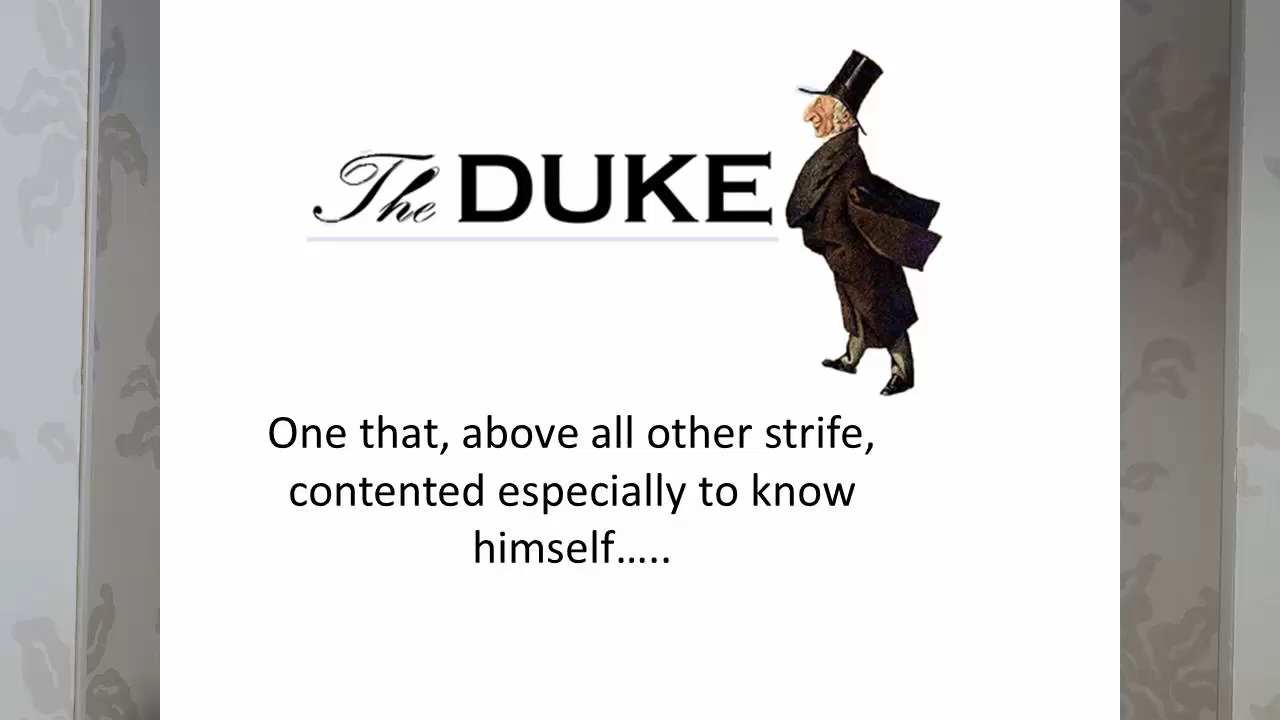 The DUKE
One that, above all other strife,
contented especially to know
himself.....